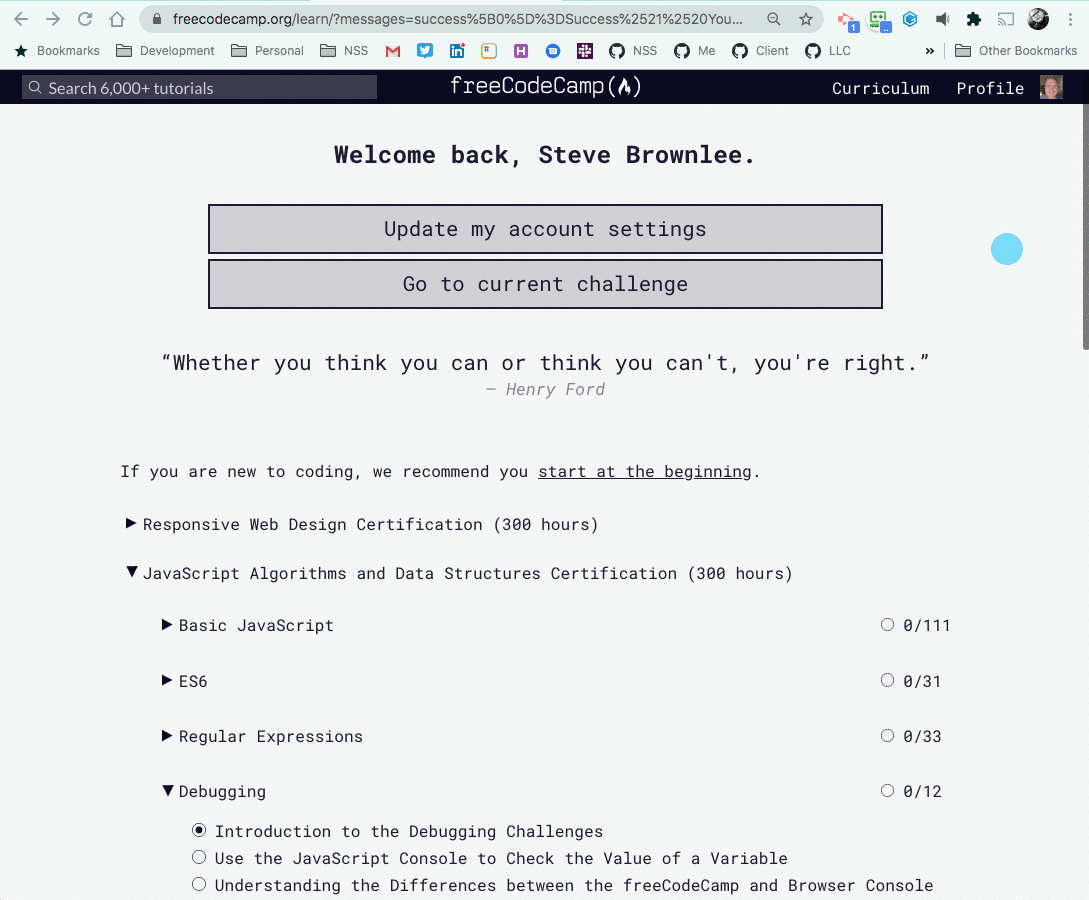 freecodecamp.org/learn/?messages=success%5B0%5D%3DSuccess%2521%2520You...
1
..
Bookmarks Development Personal NSS NSS Me Client LLC » Other Bookmarks
Search 6,000+ tutorials
freeCodeCamp
Curriculum
Profile
Welcome back, Steve Brownlee.
Update my account settings
Go to current challenge
“Whether you think you can or think you can't, you're right.”
— Henry Ford
If you are new to coding, we recommend you start at the beginning.
Responsive Web Design Certification (300 hours)
JavaScript Algorithms and Data Structures Certification (300 hours)
Basic JavaScript 0/111
ES6 0/31
Regular Expressions 0/33
Debugging 0/12
Introduction to the Debugging Challenges
Use the JavaScript Console to Check the Value of a Variable
Understanding the Differences between the freeCodeCamp and Browser Console